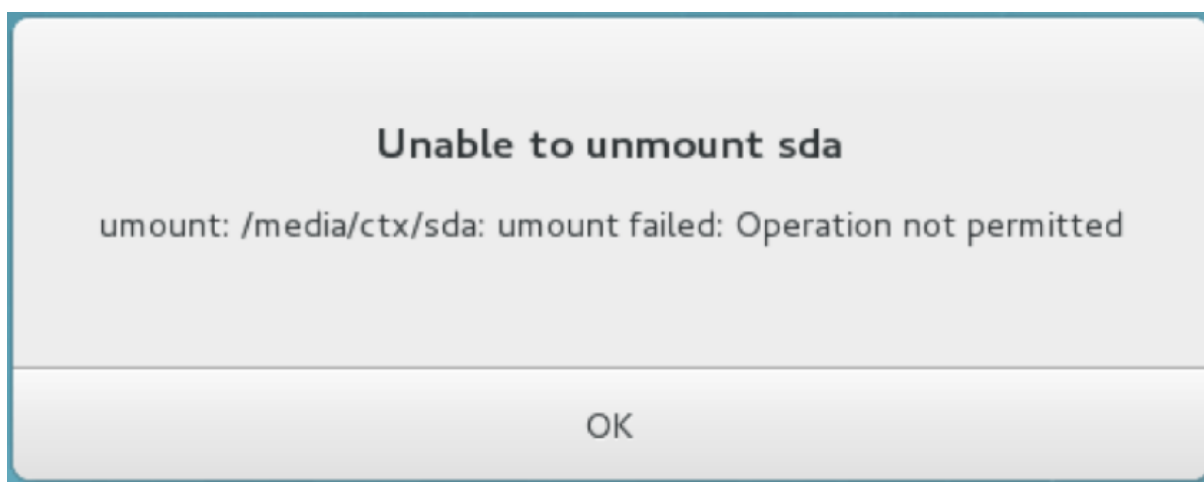 Unable to unmount sda
umount: /media/ctx/sda: umount failed: Operation not permitted
OK